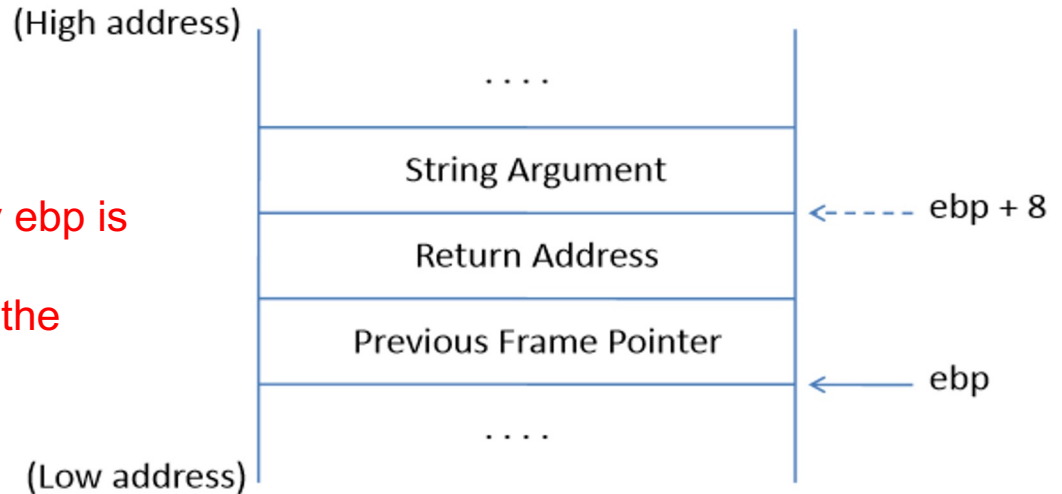 (High address)
. . . .
String Argument
ebp is
ebp + 8
Return Address
the
Previous Frame Pointer
ebp
. . . .
(Low address)